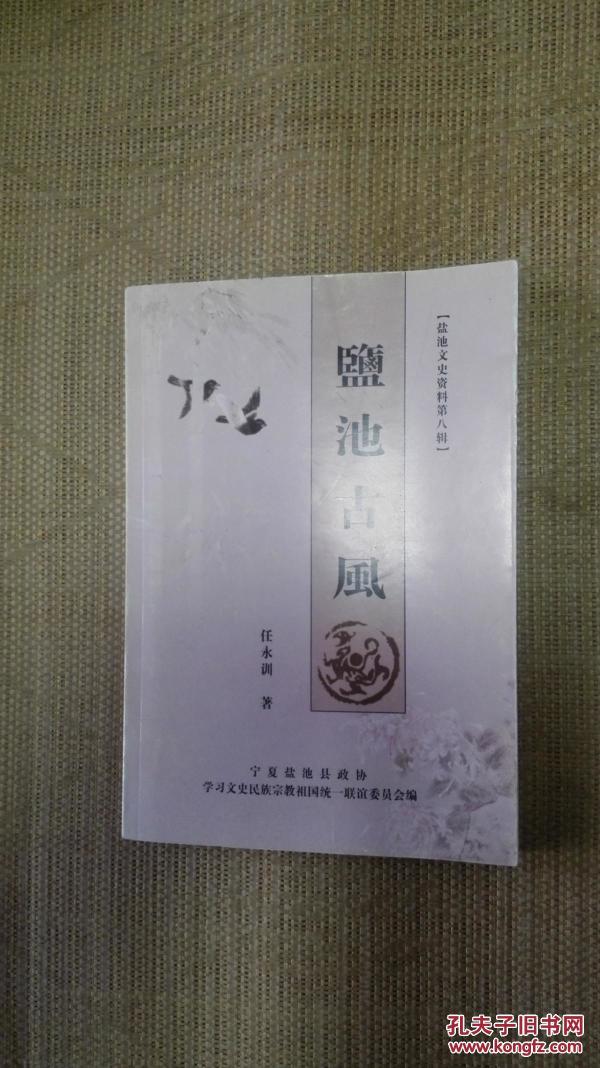 【盐池文史资料第八辑】
鹽池古風
任永训 著
宁夏盐池县政协
学习文史民族宗教祖国统一联谊委员会编
孔夫子旧书网
www.kongfz.com